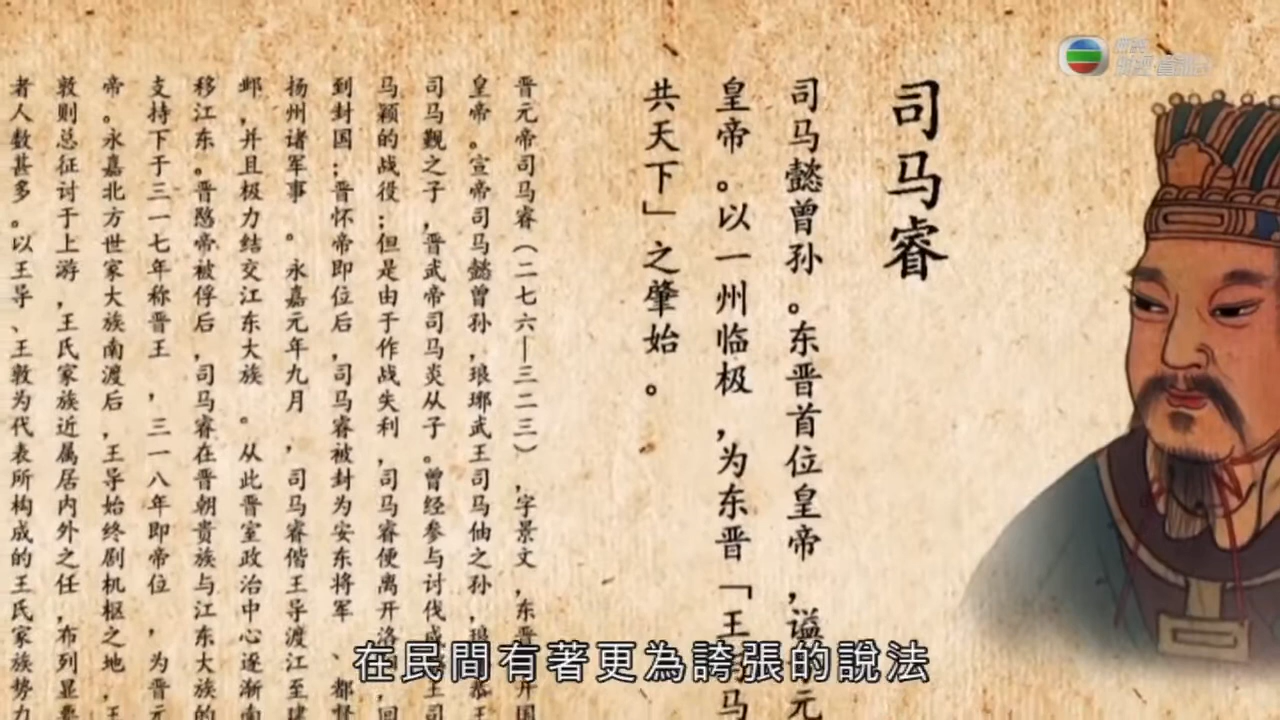 司马睿
司马懿曾孙。东晋首位皇帝,谥 元
皇帝。以一州临极,为东晋「王 马
共天下」之肇始。
晋元帝司马睿(二七六—三二三),字景文,东晋 国
皇帝。宣帝司马懿曾孙,琅琊武王司马伷之孙,琅 王
司马觐之子,晋武帝司马炎从子。曾经参与讨伐成 王司
马颖的战役;但是由于作战失利,司马睿便离开洛 ,回
到封国;晋怀帝即位后,司马睿被封为安东将军、都督
扬州诸军事。永嘉元年九月,司马睿偕王导渡江至建
邺,并且极力结交江东大族。从此晋室政治中心逐渐南
移江东。晋愍帝被俘后,司马睿在晋朝贵族与江东大族的
支持下于三一七年称晋王,三一八年即帝位,为晋元
帝。永嘉北方世家大族南渡后,王导始终剧机枢之地,王
敦则总征讨于上游,王氏家族近属居内外之任,布列显要
者人数甚多。以王导、王敦为代表所构成的王氏家族势力
在民間有著更為誇張的說法